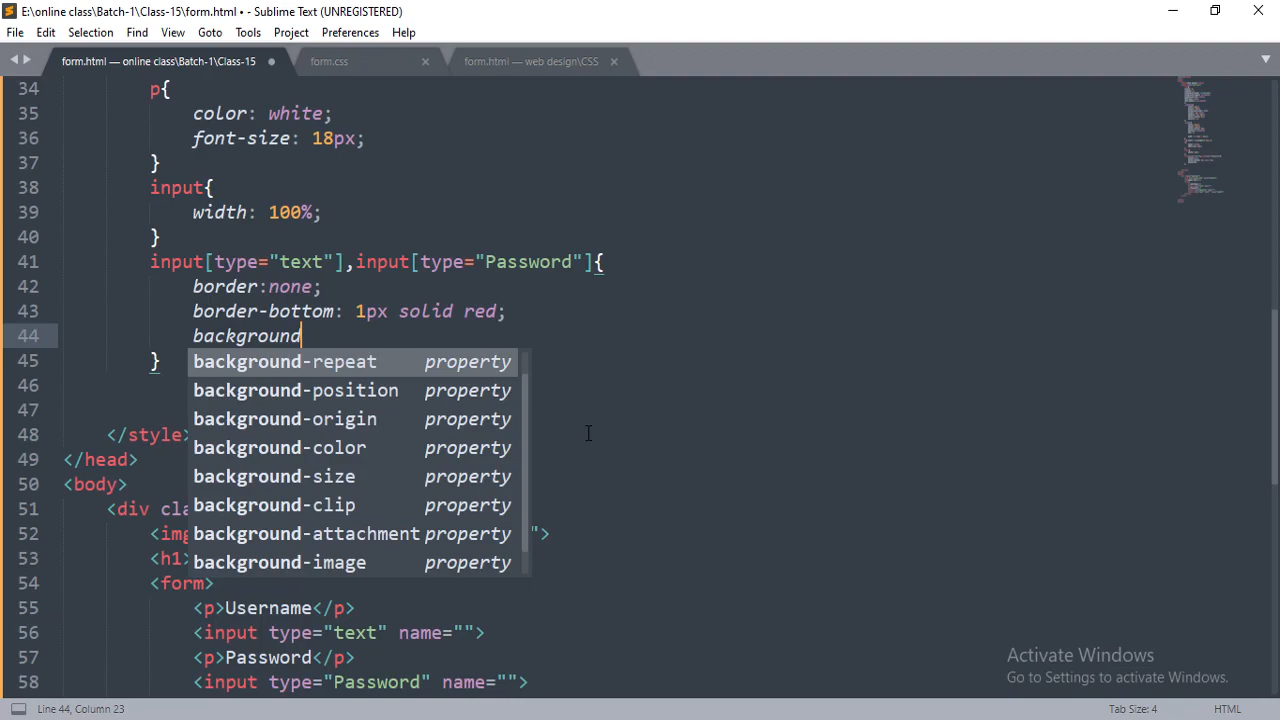 E:\online class\Batch-1\Class-15\form.html • - Sublime Text (UNREGISTERED)
File Edit Selection Find View Goto Tools Project Preferences Help
form.html — online class\Batch-1\Class-15 form.css form.html — web design\CSS
34 p{
35 color: white;
36 font-size: 18px;
37 }
38 input{
39 width: 100%;
40 }
41 input[type="text"],input[type="Password"]{
42 border:none;
43 border-bottom: 1px solid red;
44 background
background-repeat property
45 }
background-position property
46
47 background-origin property
48 </style>
background-color property
49 </head>
background-size property
50 <body>
51 <div
background-clip property
52 ">
background-attachment property
53 <h1>
background-image property
54 <form>
55 <p>Username</p>
56 <input type="text" name="">
57 <p>Password</p>
58 <input type="Password" name="">
Activate Windows
Go to Settings to activate Windows.
Line 44, Column 23 Tab Size: 4 HTML